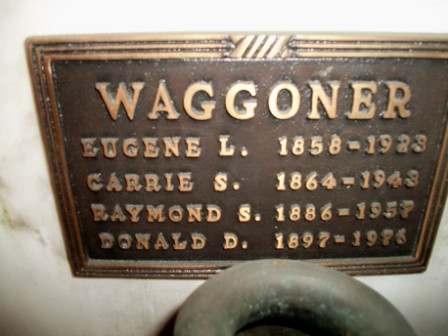 WAGGONER
EUGENE L. 1858-1923
CARRIE S. 1864-1943
RAYMOND S. 1886-1957
DONALD D. 1897-1976